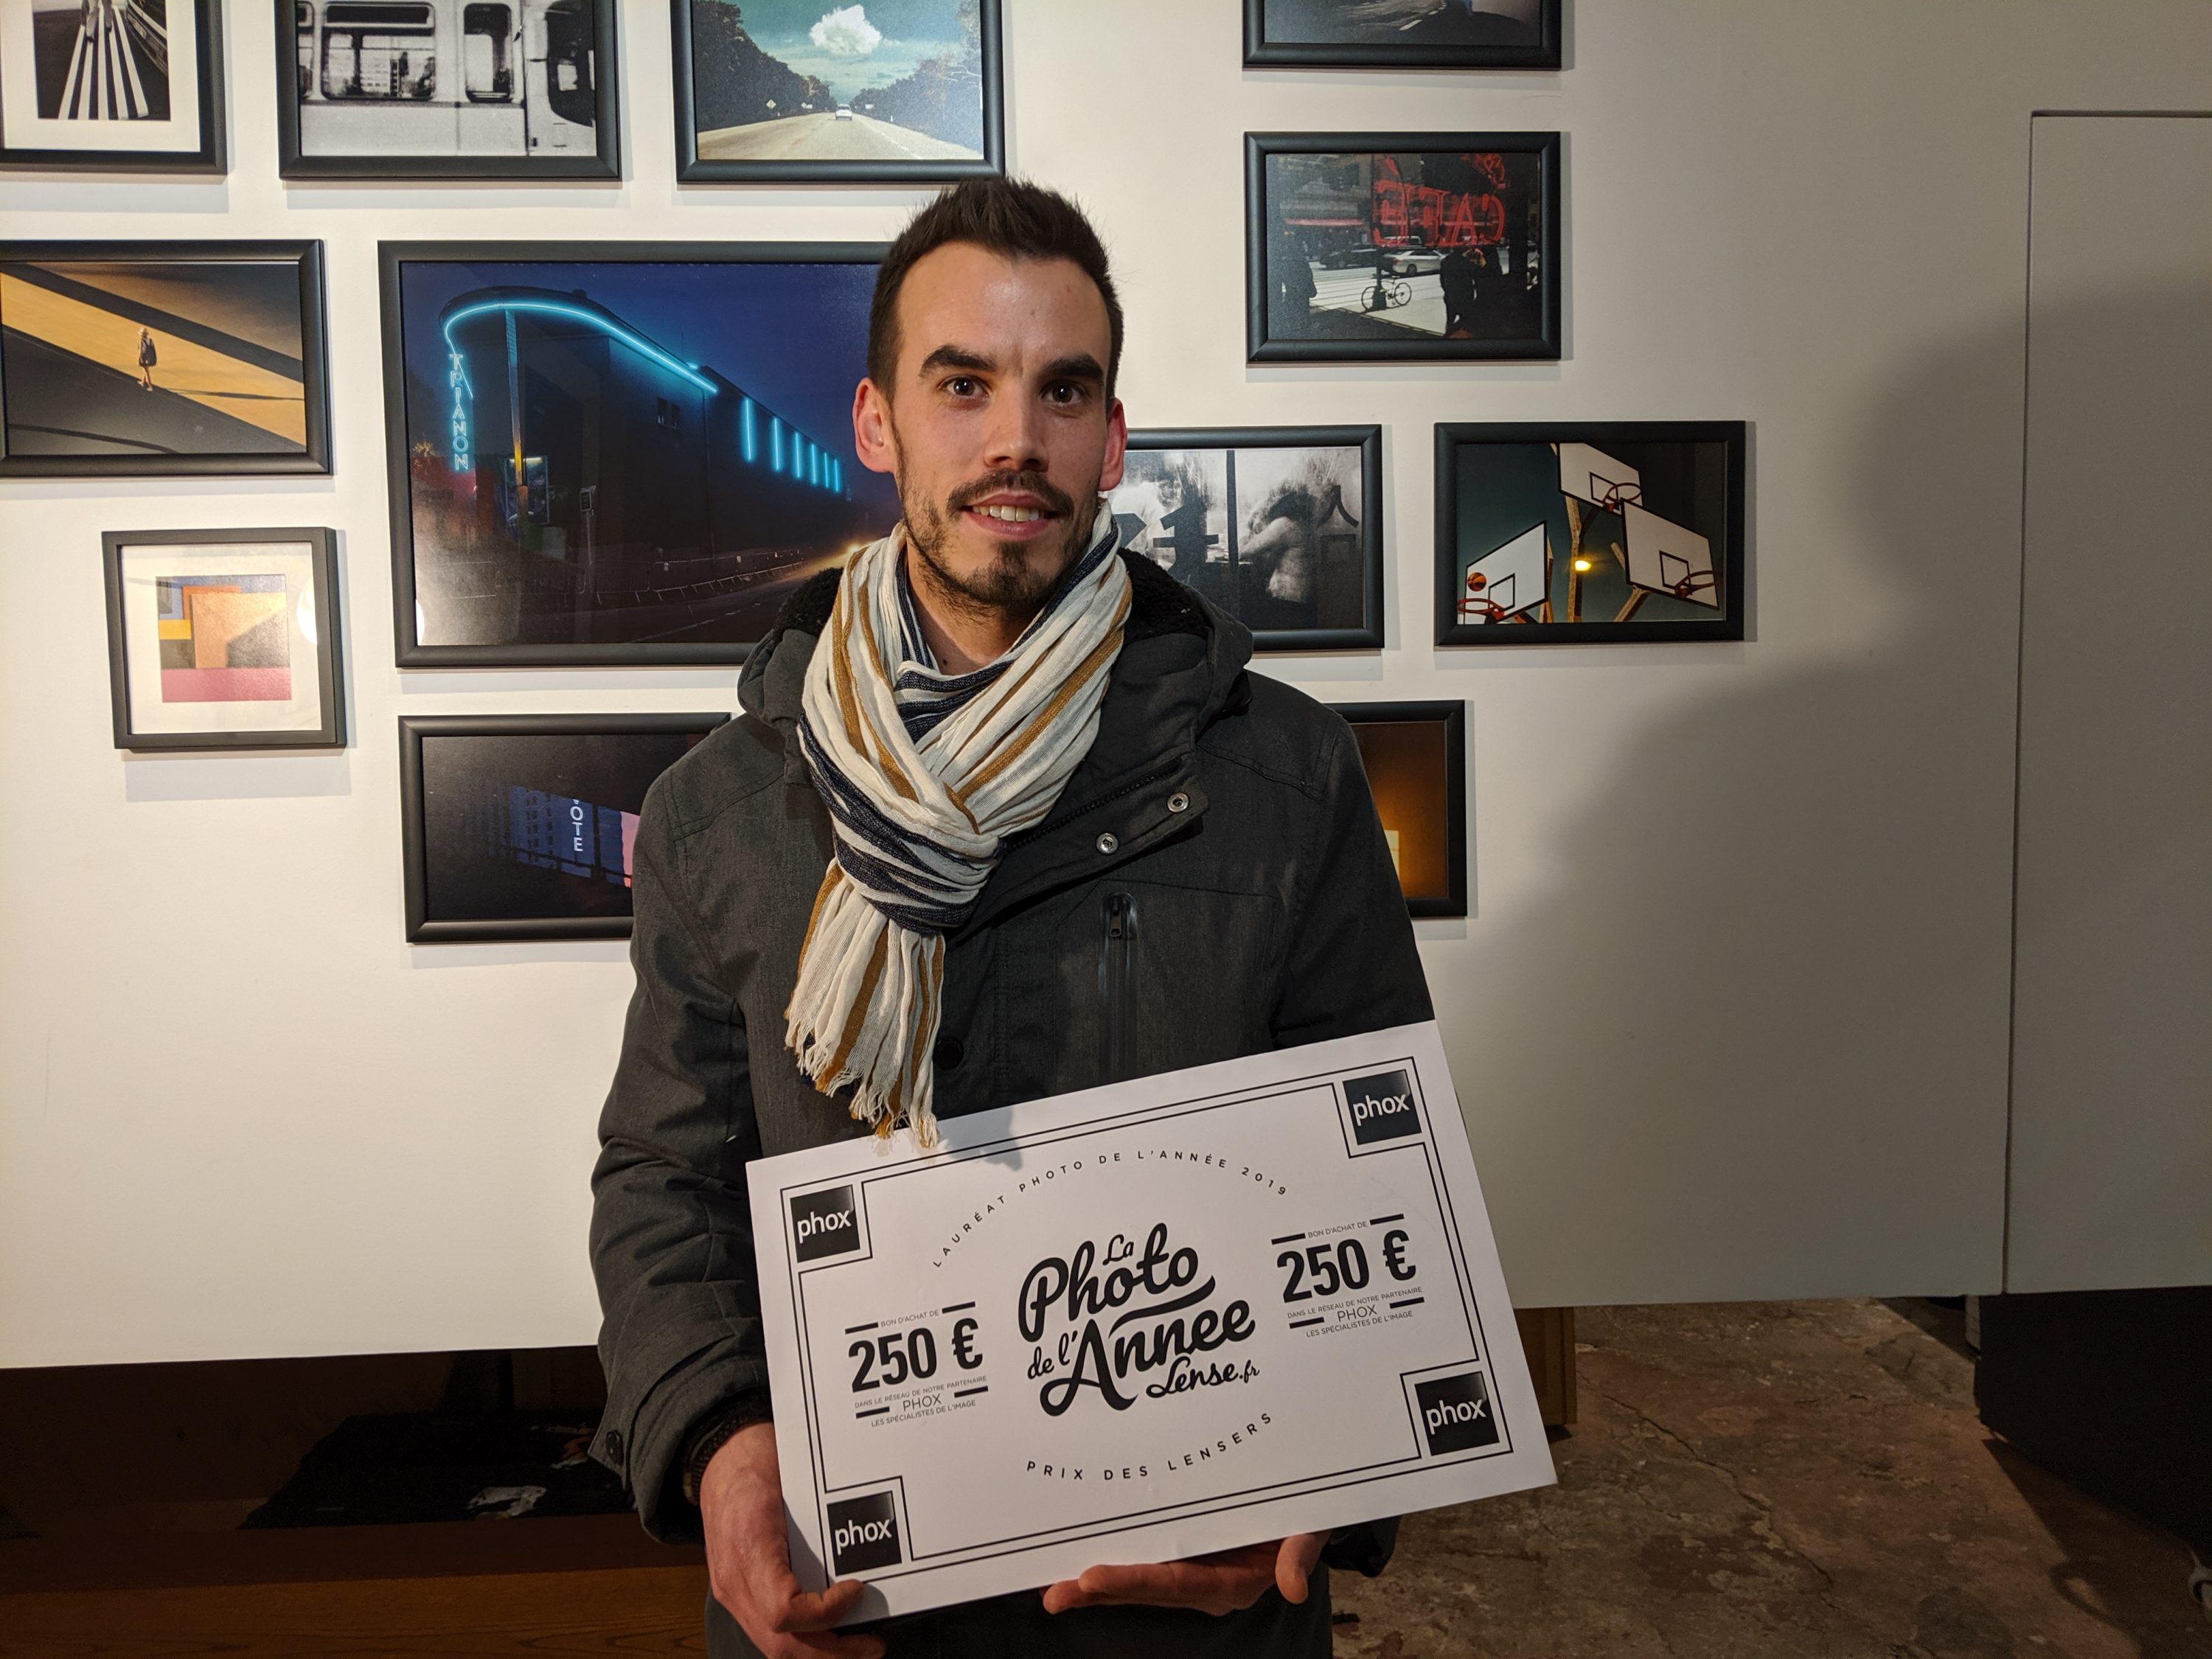 TRIANON
CAFE
人
VOTE
phox
phox
LAURÉAT PHOTO DE L'ANNÉE 2019
BON D'ACHAT DE
250 €
DANS LE RÉSEAU DE NOTRE PARTENAIRE
PHOX
LES SPÉCIALISTES DE L'IMAGE
La
Photo
de l'Annee
Lense.fr
BON D'ACHAT DE
250 €
DANS LE RÉSEAU DE NOTRE PARTENAIRE
PHOX
LES SPÉCIALISTES DE L'IMAGE
PRIX DES LENSERS
phox
phox